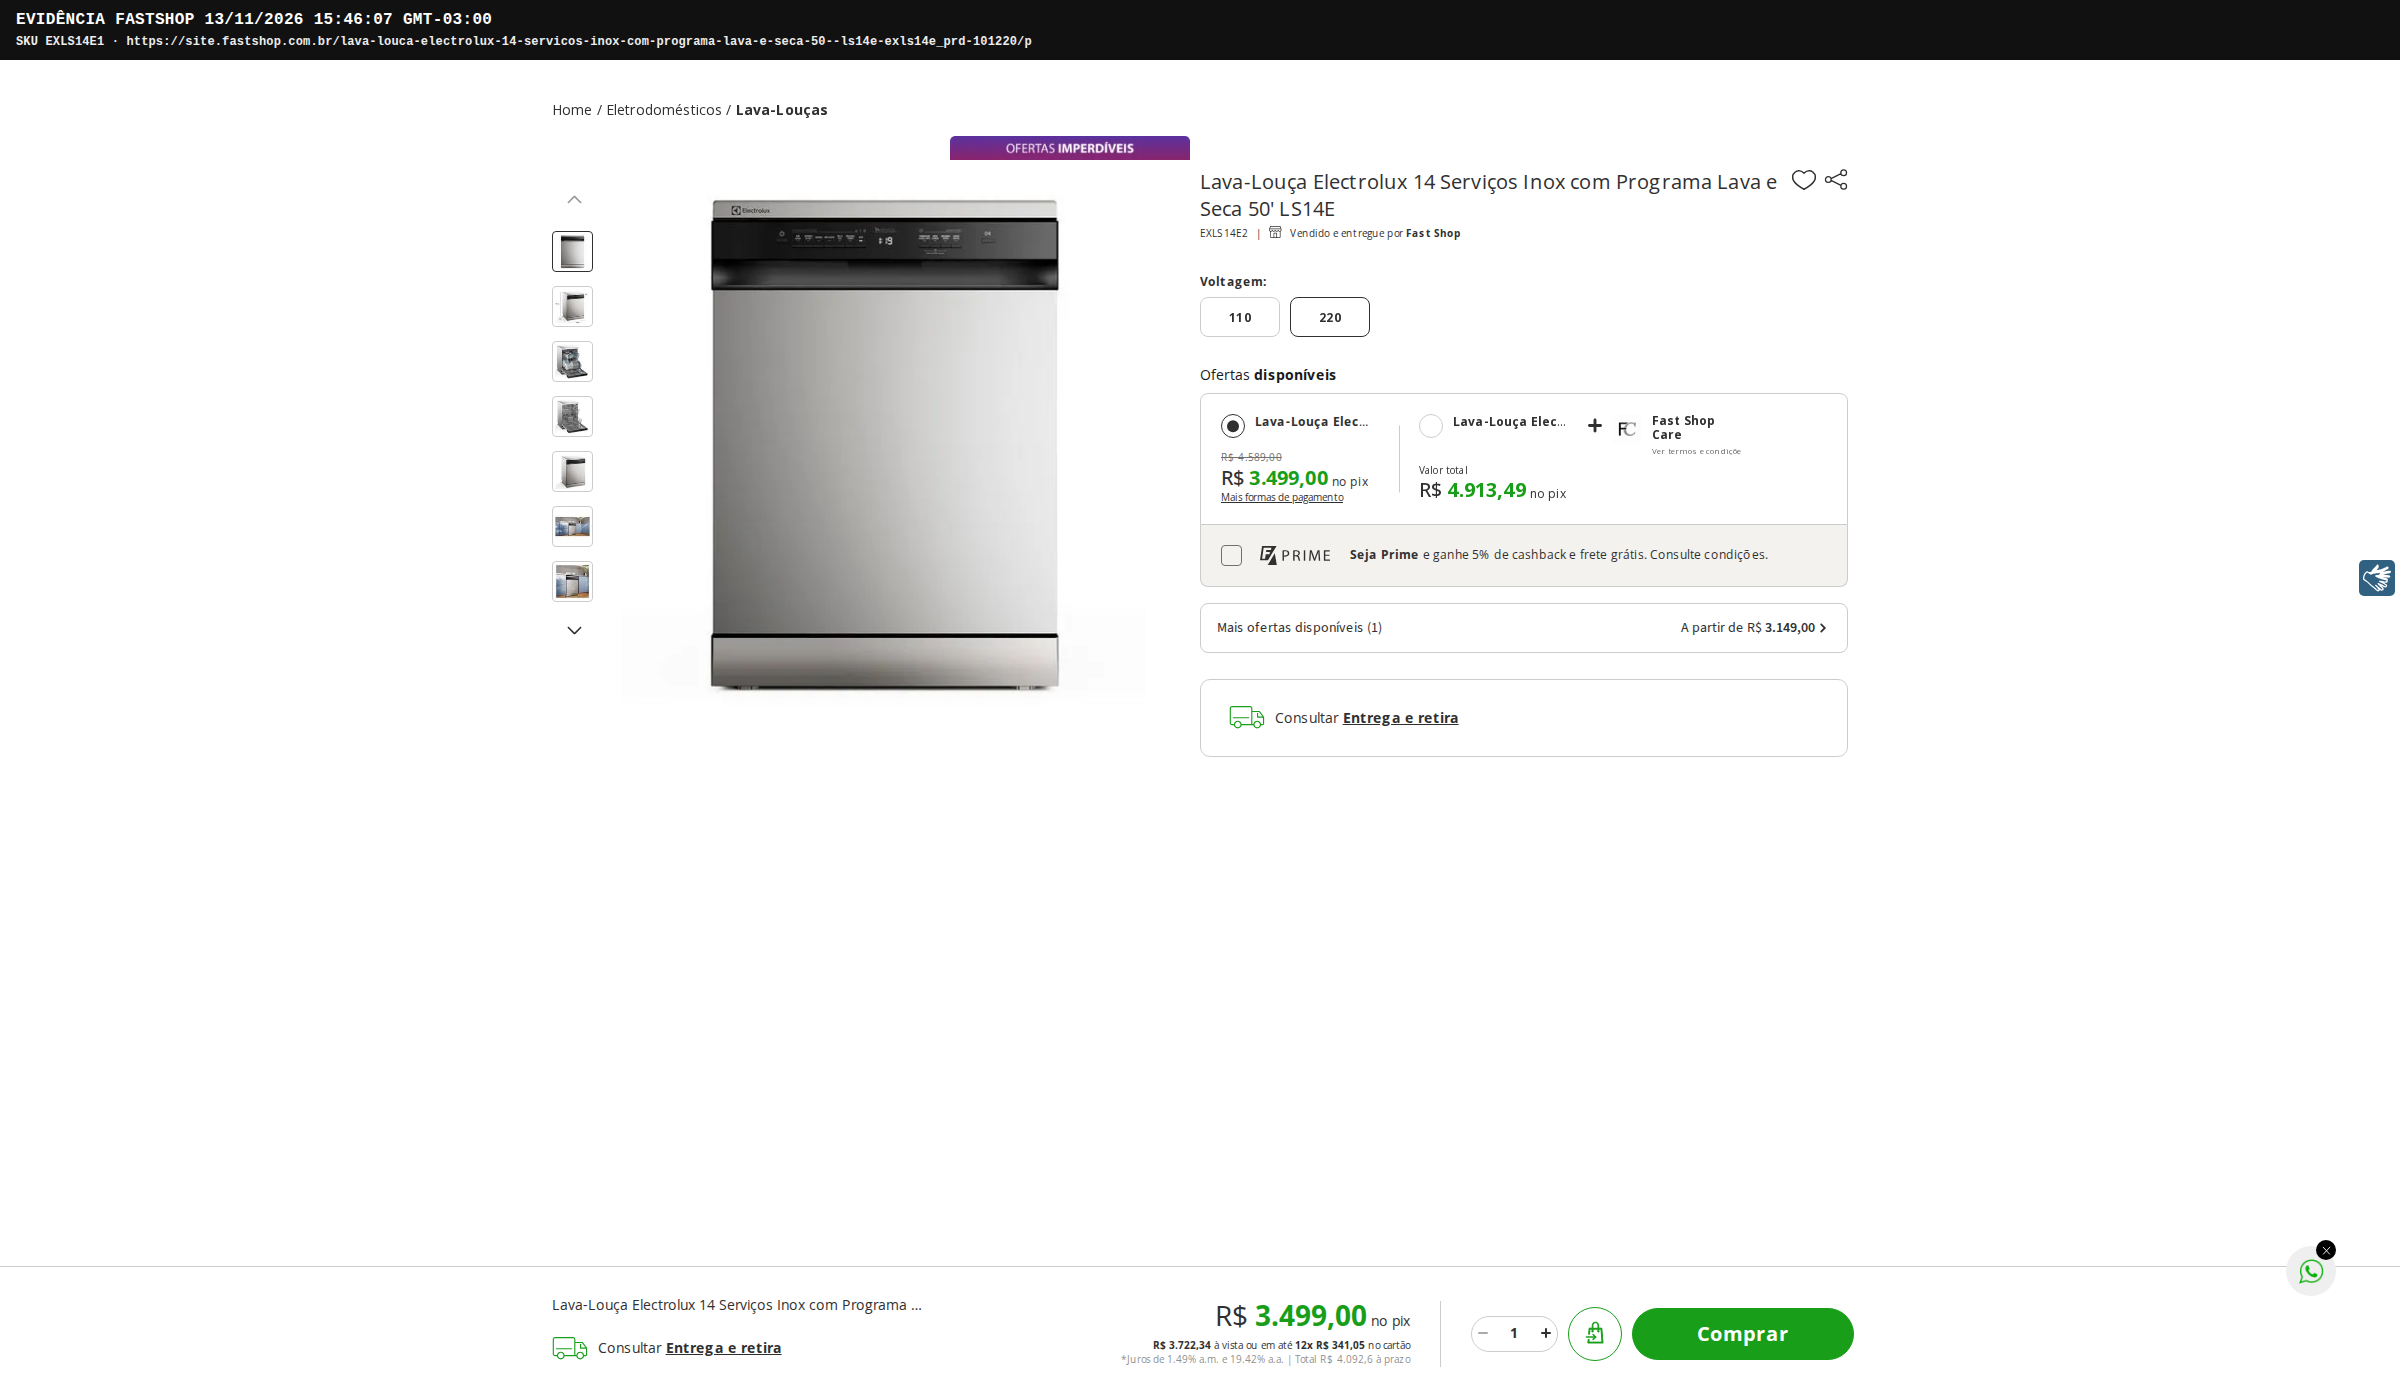 EVIDÊNCIA FASTSHOP 13/11/2026 15:46:07 GMT-03:00
SKU EXLS14E1 · https://site.fastshop.com.br/lava-louca-electrolux-14-servicos-inox-com-programa-lava-e-seca-50--ls14e-exls14e_prd-101220/p
Home / Eletrodomésticos / Lava-Louças
OFERTAS IMPERDÍVEIS
Electrolux
Lava-Louça Electrolux 14 Serviços Inox com Programa Lava e
Seca 50' LS14E
EXLS14E2 | Vendido e entregue por Fast Shop
Voltagem:
110 220
Ofertas disponíveis
Lava-Louça Elec...
R$ 4.589,00
R$ 3.499,00 no pix
Mais formas de pagamento
Lava-Louça Elec...
+
FC
Fast Shop
Care
Ver termos e condiçõe
Valor total
R$ 4.913,49 no pix
PRIME Seja Prime e ganhe 5% de cashback e frete grátis. Consulte condições.
Mais ofertas disponíveis (1) A partir de R$ 3.149,00
Consultar Entrega e retira
Lava-Louça Electrolux 14 Serviços Inox com Programa ...
Consultar Entrega e retira
R$ 3.499,00 no pix
R$ 3.722,34 à vista ou em até 12x R$ 341,05 no cartão
*Juros de 1.49% a.m. e 19.42% a.a. | Total R$ 4.092,6 à prazo
− 1 +
Comprar